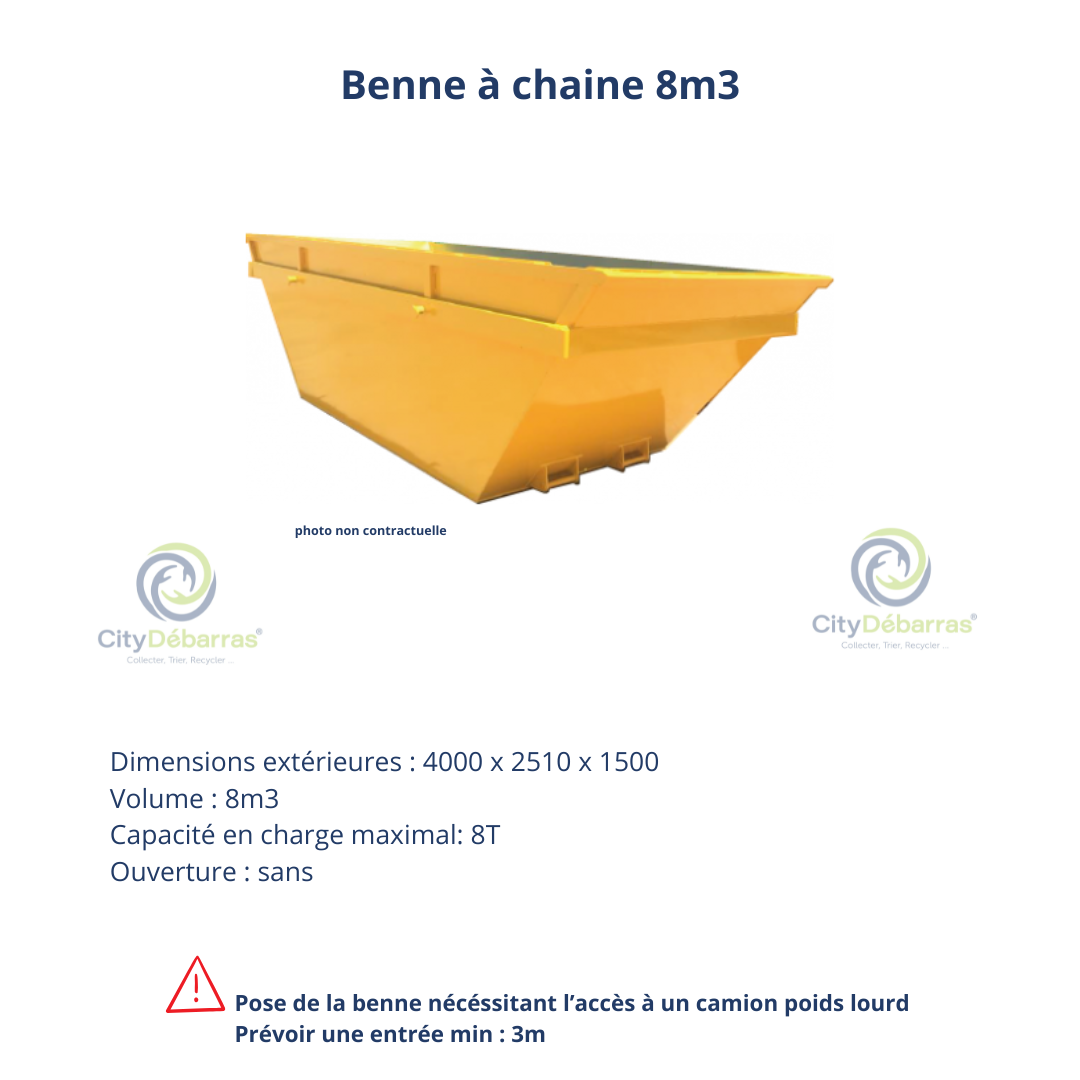 Benne à chaine 8m3
photo non contractuelle
CityDébarras®
Collecter, Trier, Recycler ...
CityDébarras®
Collecter, Trier, Recycler ...
Dimensions extérieures : 4000 x 2510 x 1500
Volume : 8m3
Capacité en charge maximal: 8T
Ouverture : sans
Pose de la benne nécéssitant l’accès à un camion poids lourd
Prévoir une entrée min : 3m